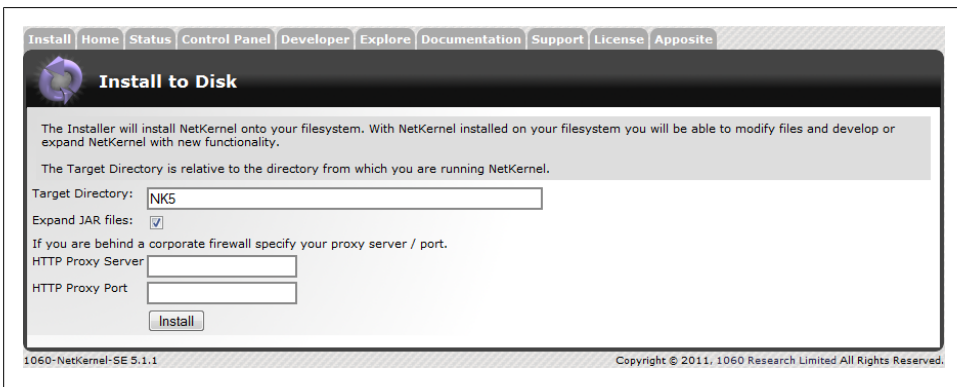 Install Home Status Control Panel Developer Explore Documentation Support License Apposite
Install to Disk
The Installer will install NetKernel onto your filesystem. With NetKernel installed on your filesystem you will be able to modify files and develop or
expand NetKernel with new functionality.
The Target Directory is relative to the directory from which you are running NetKernel.
Target Directory: NK5
Expand JAR files:
If you are behind a corporate firewall specify your proxy server / port.
HTTP Proxy Server
HTTP Proxy Port
Install
1060-NetKernel-SE 5.1.1 Copyright © 2011, 1060 Research Limited All Rights Reserved.